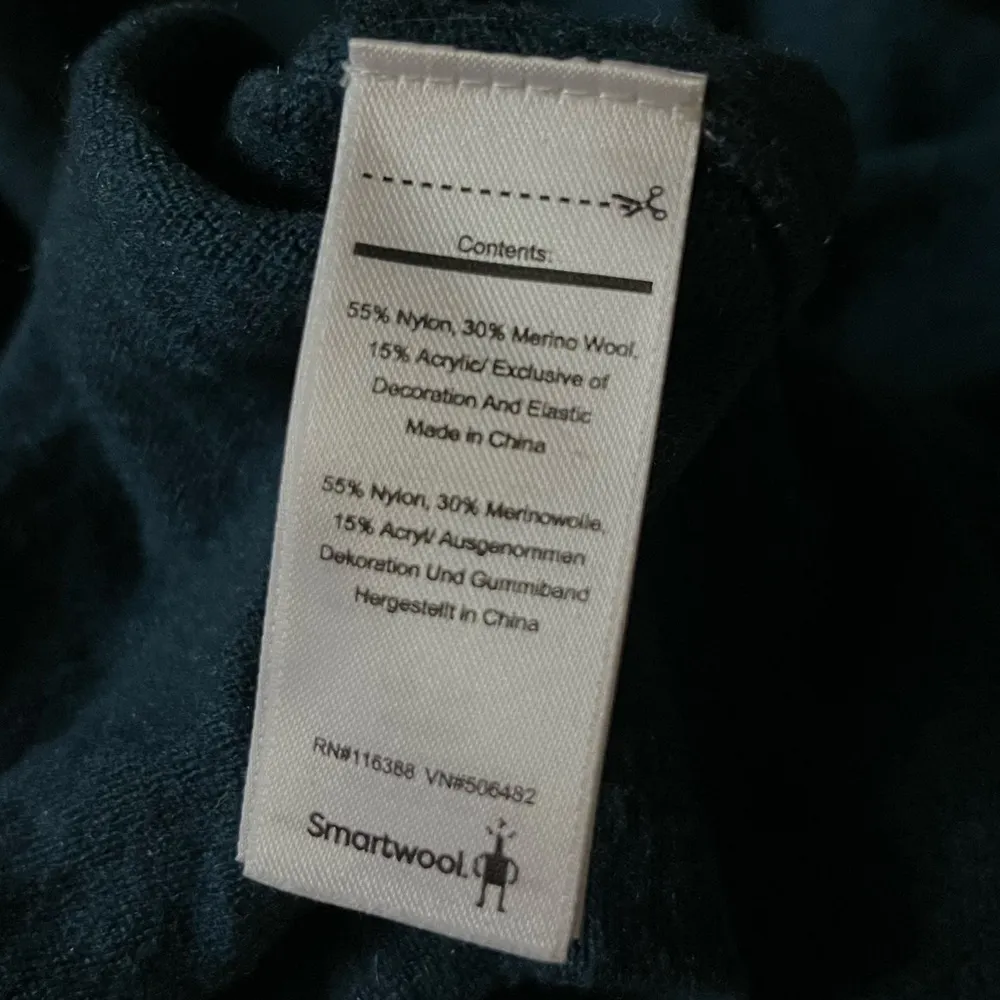 Contents:
55% Nylon, 30% Merino Wool,
15% Acrylic/ Exclusive of
Decoration And Elastic
Made in China
55% Nylon, 30% Merinowolle,
15% Acryl/ Ausgenommen
Dekoration Und Gummiband
Hergestellt in China
RN#116388 VN#506482
Smartwool.